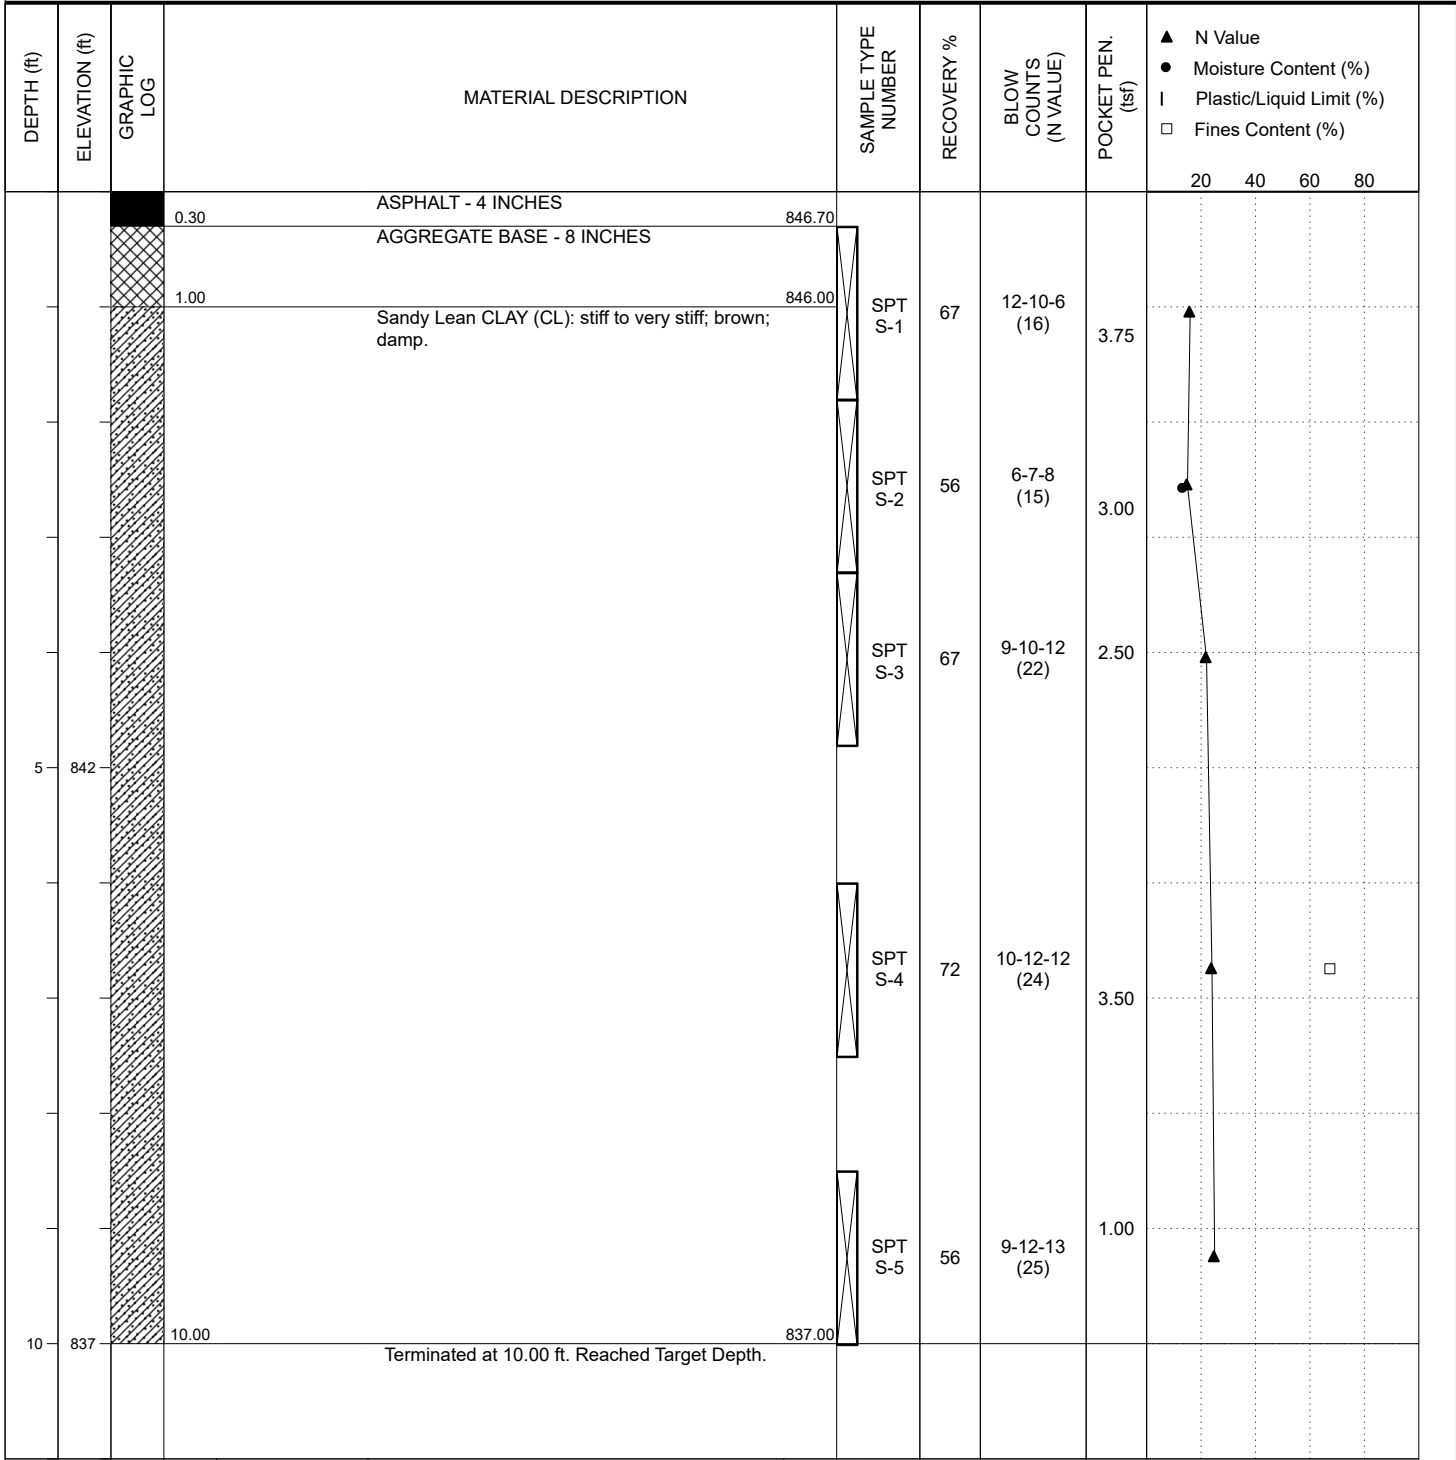 DEPTH (ft)
ELEVATION (ft)
GRAPHIC
LOG
MATERIAL DESCRIPTION
SAMPLE TYPE
NUMBER
RECOVERY %
BLOW
COUNTS
(N VALUE)
POCKET PEN.
(tsf)
▲ N Value
● Moisture Content (%)
| Plastic/Liquid Limit (%)
□ Fines Content (%)
20 40 60 80
ASPHALT - 4 INCHES
0.30 846.70
AGGREGATE BASE - 8 INCHES
1.00 846.00
Sandy Lean CLAY (CL): stiff to very stiff; brown;
damp.
SPT
S-1
67
12-10-6
(16)
3.75
SPT
S-2
56
6-7-8
(15)
3.00
SPT
S-3
67
9-10-12
(22)
2.50
5 842
SPT
S-4
72
10-12-12
(24)
3.50
SPT
S-5
56
9-12-13
(25)
1.00
10 837 10.00 837.00
Terminated at 10.00 ft. Reached Target Depth.